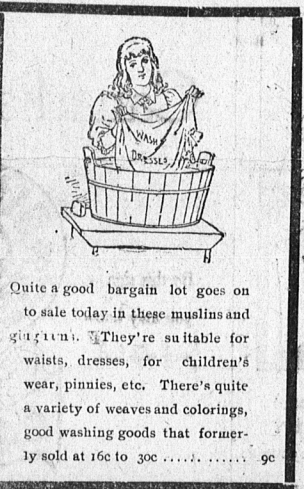 WASH
DRESSES
Quite a good bargain lot goes on
to sale today in these muslins and
They're suitable for
waists, dresses, for children's
wear, pinnies, etc. There's quite
a variety of weaves and colorings,
good washing goods that former-
ly sold at 16c to 30c ........... 9c